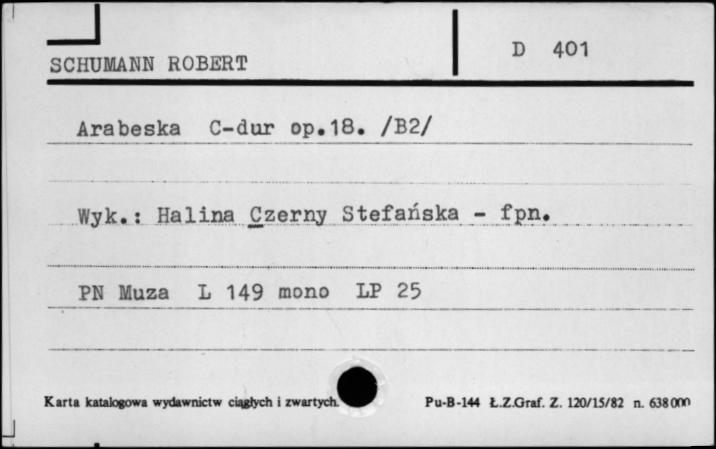 SCHUMANN ROBERT
D 401
Arabeska C-dur op.18. /B2/
Wyk.: Halina Czerny Stefańska - fpn.
PN Muza L 149 mono LP 25
Karta katalogowa wydawnictw ciągłych i zwartych.
Pu-B-144 Ł.Z.Graf. Z. 120/15/82 n. 638000